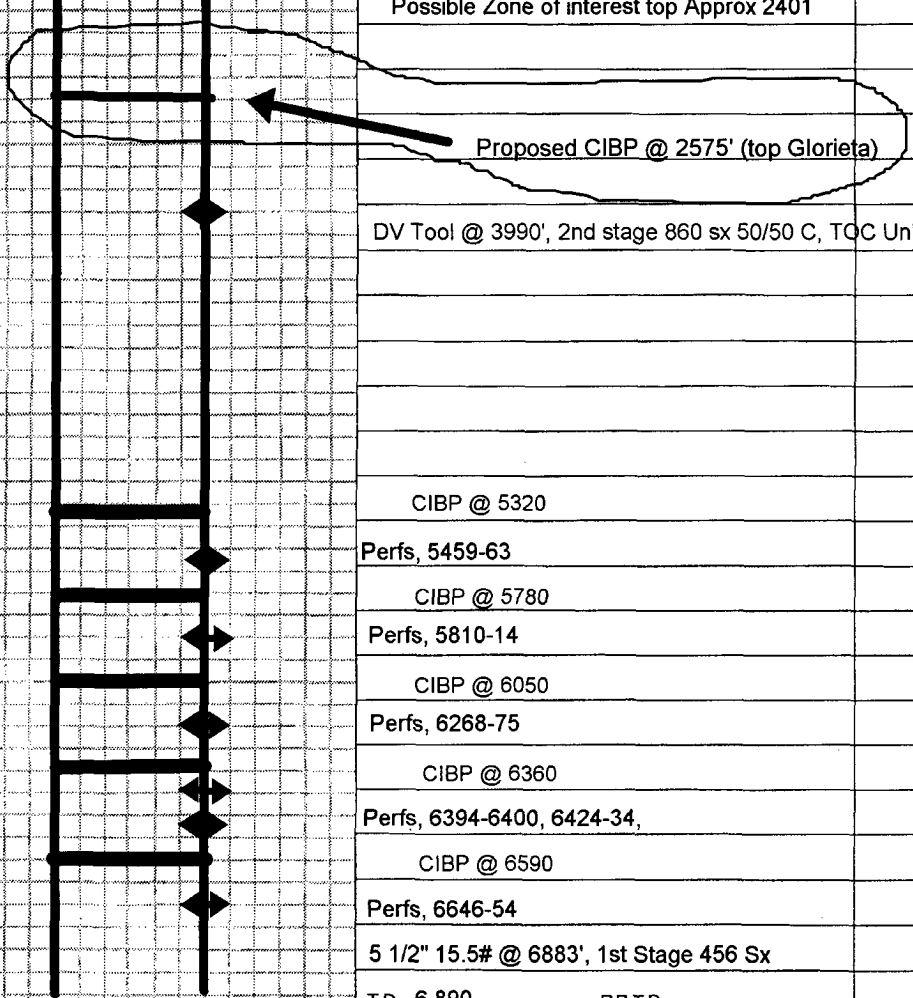 Possible Zone of interest top Approx 2401
Proposed CIBP @ 2575' (top Glorieta)
DV Tool @ 3990', 2nd stage 860 sx 50/50 C, TOC Un
CIBP @ 5320
Perfs, 5459-63
CIBP @ 5780
Perfs, 5810-14
CIBP @ 6050
Perfs, 6268-75
CIBP @ 6360
Perfs, 6394-6400, 6424-34,
CIBP @ 6590
Perfs, 6646-54
5 1/2" 15.5# @ 6883', 1st Stage 456 Sx
TD 6,890